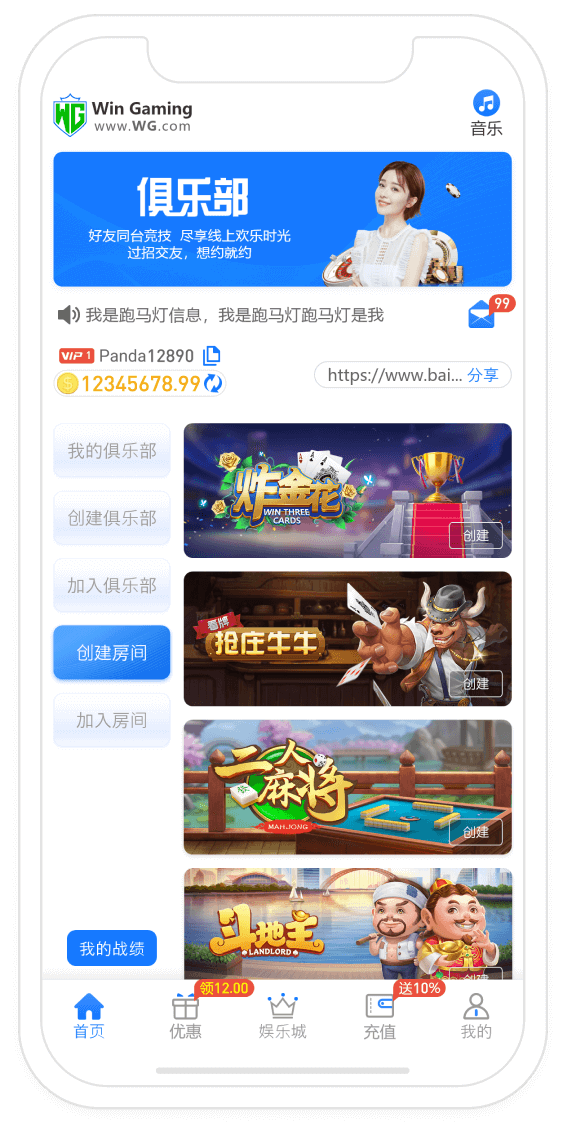 WG
Win Gaming
www.WG.com
音乐
俱乐部
好友同台竞技 尽享线上欢乐时光
过招交友，想约就约
我是跑马灯信息，我是跑马灯跑马灯是我
99
VIP 1 Panda12890
12345678.99
https://www.bai... 分享
我的俱乐部
创建俱乐部
加入俱乐部
创建房间
加入房间
我的战绩
炸金花
WIN THREE
CARDS
创建
看牌
抢庄牛牛
创建
二人麻将
MAHJONG
创建
斗地主
LANDLORD
创建
领12.00
送10%
首页
优惠
娱乐城
充值
我的